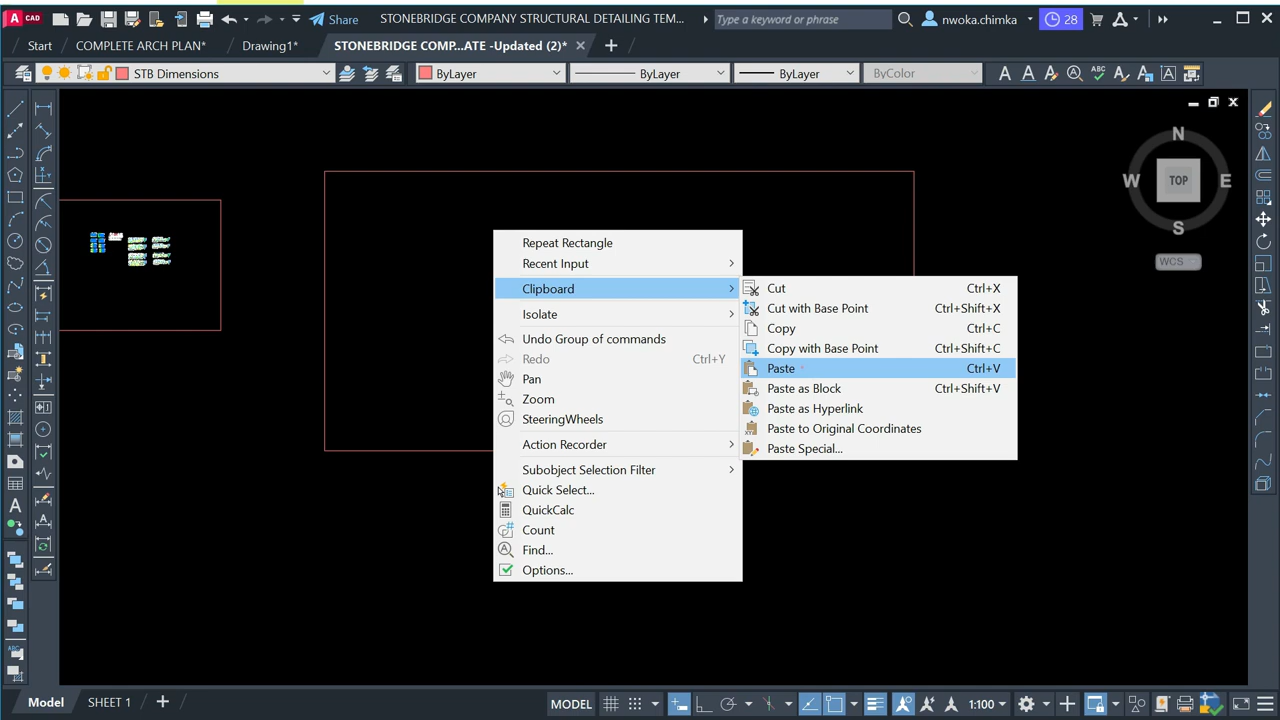 A CAD
Share
STONEBRIDGE COMPANY STRUCTURAL DETAILING TEM...
Type a keyword or phrase
nwoka.chimka
28
Start
COMPLETE ARCH PLAN*
Drawing1*
STONEBRIDGE COMP...ATE -Updated (2)*
STB Dimensions
ByLayer
ByLayer
ByLayer
ByColor
N
W
TOP
E
S
WCS
Repeat Rectangle
Recent Input
Clipboard
Isolate
Undo Group of commands
Redo Ctrl+Y
Pan
Zoom
SteeringWheels
Action Recorder
Subobject Selection Filter
Quick Select...
QuickCalc
Count
Find...
Options...
Cut Ctrl+X
Cut with Base Point Ctrl+Shift+X
Copy Ctrl+C
Copy with Base Point Ctrl+Shift+C
Paste Ctrl+V
Paste as Block Ctrl+Shift+V
Paste as Hyperlink
Paste to Original Coordinates
Paste Special...
Model
SHEET 1
MODEL
1:100